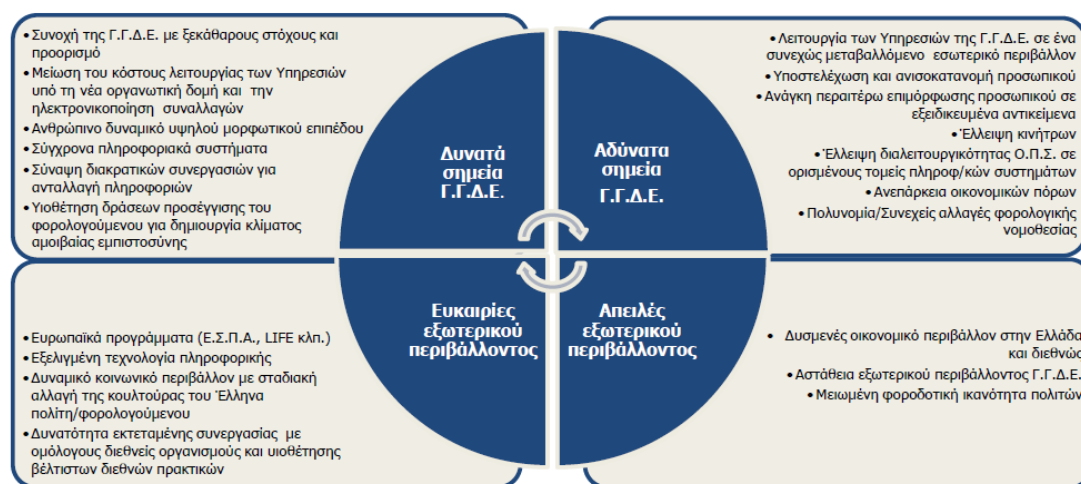 • Συνοχή της Γ.Γ.Δ.Ε. με ξεκάθαρους στόχους και
προορισμό
• Μείωση του κόστους λειτουργίας των Υπηρεσιών
υπό τη νέα οργανωτική δομή και την
ηλεκτρονικοποίηση συναλλαγών
• Ανθρώπινο δυναμικό υψηλού μορφωτικού επιπέδου
• Σύγχρονα πληροφοριακά συστήματα
• Σύναψη διακρατικών συνεργασιών για
ανταλλαγή πληροφοριών
• Υιοθέτηση δράσεων προσέγγισης του
φορολογούμενου για δημιουργία κλίματος
αμοιβαίας εμπιστοσύνης
Δυνατά
σημεία
Γ.Γ.Δ.Ε.
Αδύνατα
σημεία
Γ.Γ.Δ.Ε.
• Λειτουργία των Υπηρεσιών της Γ.Γ.Δ.Ε. σε ένα
συνεχώς μεταβαλλόμενο εσωτερικό περιβάλλον
• Υποστελέχωση και ανισοκατανομή προσωπικού
• Ανάγκη περαιτέρω επιμόρφωσης προσωπικού σε
εξειδικευμένα αντικείμενα
• Έλλειψη κινήτρων
• Έλλειψη διαλειτουργικότητας Ο.Π.Σ. σε
ορισμένους τομείς πληροφ/κών συστημάτων
• Ανεπάρκεια οικονομικών πόρων
• Πολυνομία/Συνεχείς αλλαγές φορολογικής
νομοθεσίας
• Ευρωπαϊκά προγράμματα (Ε.Σ.Π.Α., LIFE κλπ.)
• Εξελιγμένη τεχνολογία πληροφορικής
• Δυναμικό κοινωνικό περιβάλλον με σταδιακή
αλλαγή της κουλτούρας του Έλληνα
πολίτη/φορολογούμενου
• Δυνατότητα εκτεταμένης συνεργασίας με
ομόλογους διεθνείς οργανισμούς και υιοθέτησης
βέλτιστων διεθνών πρακτικών
Ευκαιρίες
εξωτερικού
περιβάλλοντος
Απειλές
εξωτερικού
περιβάλλοντος
• Δυσμενές οικονομικό περιβάλλον στην Ελλάδα
και διεθνώς
• Αστάθεια εξωτερικού περιβάλλοντος Γ.Γ.Δ.Ε.
• Μειωμένη φοροδοτική ικανότητα πολιτών